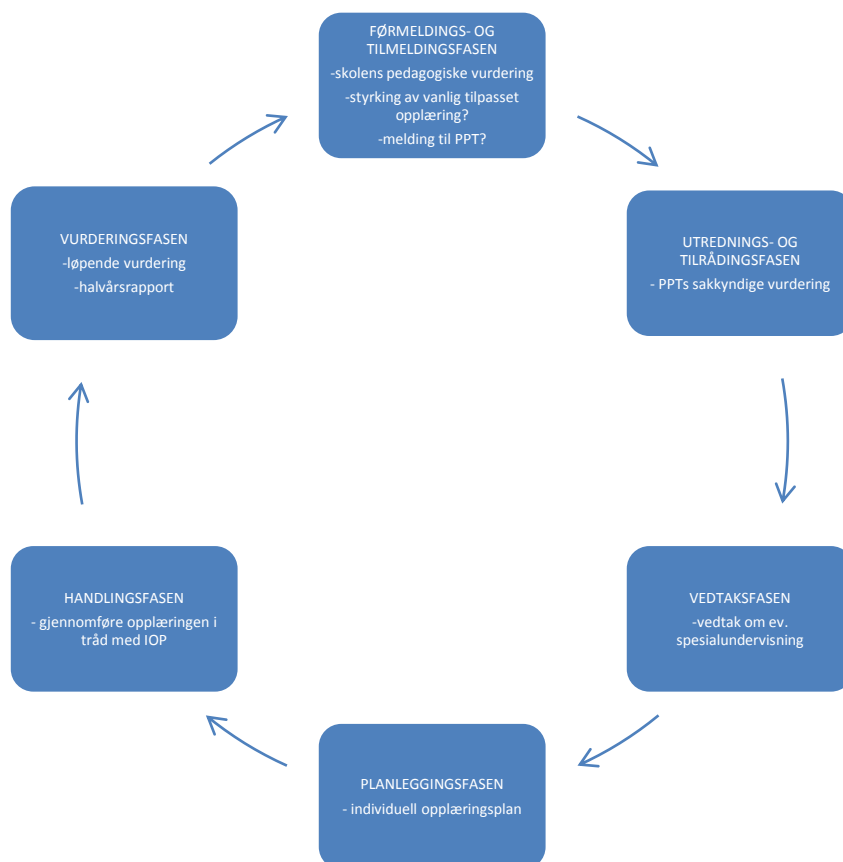 FØRMELDINGS- OG
TILMELDINGSFASEN
-skolens pedagogiske vurdering
-styrking av vanlig tilpasset
opplæring?
-melding til PPT?
UTREDNINGS- OG
TILRÅDINGSFASEN
- PPTs sakkyndige vurdering
VEDTAKSFASEN
-vedtak om ev.
spesialundervisning
PLANLEGGINGSFASEN
- individuell opplæringsplan
HANDLINGSFASEN
- gjennomføre opplæringen i
tråd med IOP
VURDERINGSFASEN
-løpende vurdering
-halvårsrapport